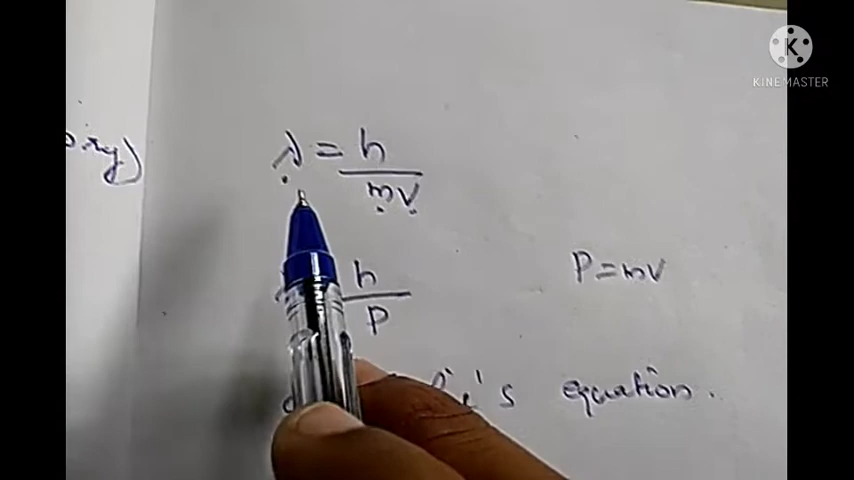 K
KINEMASTER
λ = h
mv
h
P
P = mv
's equation.